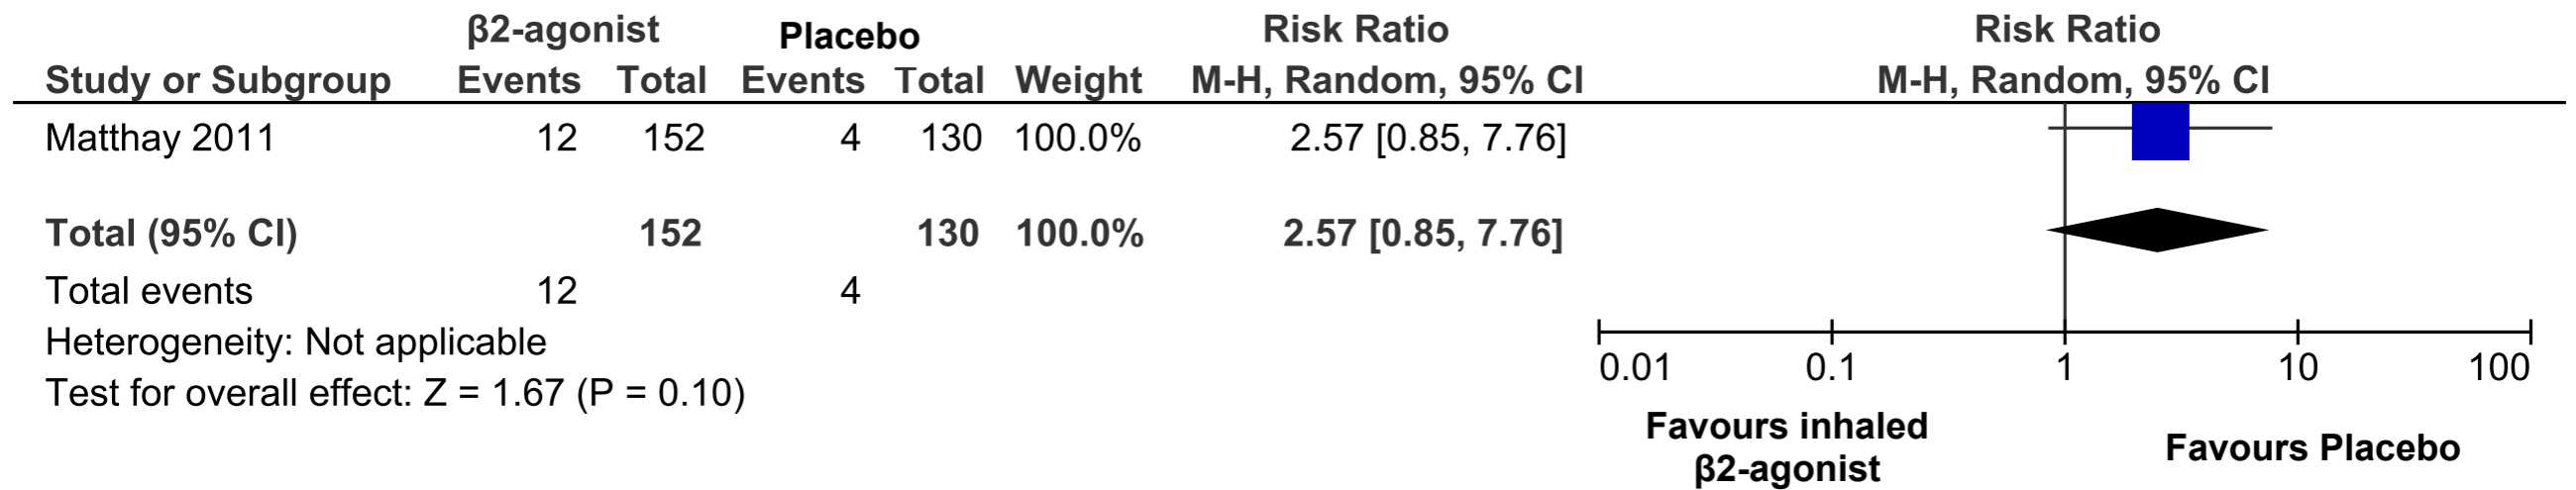 β2-agonist Placebo Risk Ratio Risk Ratio
Study or Subgroup Events Total Events Total Weight M-H, Random, 95% CI M-H, Random, 95% CI
Matthay 2011 12 152 4 130 100.0% 2.57 [0.85, 7.76]
Total (95% CI) 152 130 100.0% 2.57 [0.85, 7.76]
Total events 12 4
Heterogeneity: Not applicable
Test for overall effect: Z = 1.67 (P = 0.10)
0.01 0.1 1 10 100
Favours inhaled
β2-agonist
Favours Placebo